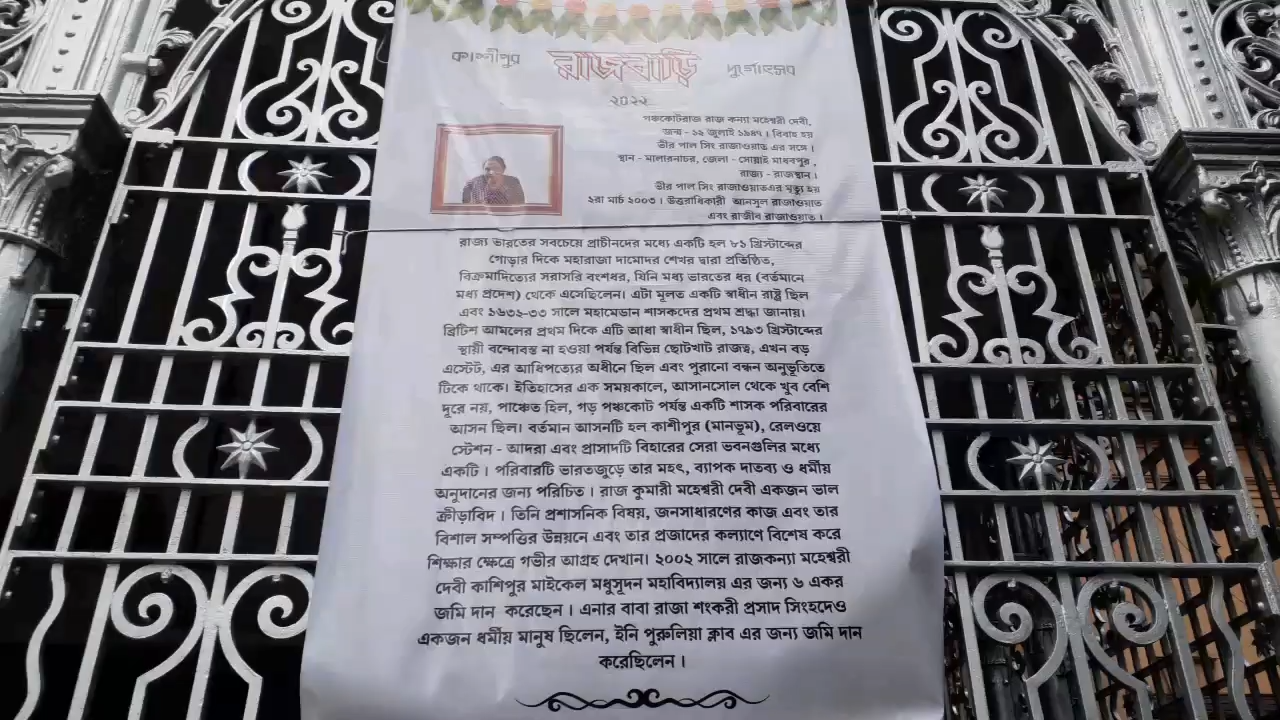 কাশীপুর রাজবাড়ি দুর্গোৎসব
২০২২
পঞ্চকোটরাজ রাজ কন্যা মহেশ্বরী দেবী,
জন্ম - ১২ জুলাই ১৯৪৭ । বিবাহ হয়
ভীর পাল সিং রাজাওয়াত এর সঙ্গে ।
স্থান - মালারনাচর, জেলা - সোয়াই মাধবপুর ,
রাজ্য - রাজস্থান ।
ভীর পাল সিং রাজাওয়াতএর মৃত্যু হয়
২রা মার্চ ২০০৩ । উত্তরাধিকারী আনসুল রাজাওয়াত
এবং রাজীব রাজাওয়াত ।
রাজ্য ভারতের সবচেয়ে প্রাচীনদের মধ্যে একটি হল ৮১ খ্রিস্টাব্দের
গোড়ার দিকে মহারাজা দামোদর শেখর দ্বারা প্রতিষ্ঠিত,
বিক্রমাদিত্যের সরাসরি বংশধর, যিনি মধ্য ভারতের ধর (বর্তমানে
মধ্য প্রদেশ) থেকে এসেছিলেন। এটা মূলত একটি স্বাধীন রাষ্ট্র ছিল
এবং ১৬৩২-৩৩ সালে মহামেডান শাসকদের প্রথম শ্রদ্ধা জানায়।
ব্রিটিশ আমলের প্রথম দিকে এটি আধা স্বাধীন ছিল, ১৭৯৩ খ্রিস্টাব্দের
স্থায়ী বন্দোবস্ত না হওয়া পর্যন্ত বিভিন্ন ছোটখাট রাজত্ব, এখন বড়
এস্টেট, এর আধিপত্যের অধীনে ছিল এবং পুরানো বন্ধন অনুভূতিতে
টিকে থাকে। ইতিহাসের এক সময়কালে, আসানসোল থেকে খুব বেশি
দূরে নয়, পাঞ্চেত হিল, গড় পঞ্চকোট পর্যন্ত একটি শাসক পরিবারের
আসন ছিল। বর্তমান আসনটি হল কাশীপুর (মানভূম), রেলওয়ে
স্টেশন - আদরা এবং প্রাসাদটি বিহারের সেরা ভবনগুলির মধ্যে
একটি । পরিবারটি ভারতজুড়ে তার মহৎ, ব্যাপক দাতব্য ও ধর্মীয়
অনুদানের জন্য পরিচিত । রাজ কুমারী মহেশ্বরী দেবী একজন ভাল
ক্রীড়াবিদ । তিনি প্রশাসনিক বিষয়, জনসাধারণের কাজ এবং তার
বিশাল সম্পত্তির উন্নয়নে এবং তার প্রজাদের কল্যাণে বিশেষ করে
শিক্ষার ক্ষেত্রে গভীর আগ্রহ দেখান। ২০০২ সালে রাজকন্যা মহেশ্বরী
দেবী কাশিপুর মাইকেল মধুসূদন মহাবিদ্যালয় এর জন্য ৬ একর
জমি দান করেছেন । এনার বাবা রাজা শংকরী প্রসাদ সিংহদেও
একজন ধর্মীয় মানুষ ছিলেন, ইনি পুরুলিয়া ক্লাব এর জন্য জমি দান
করেছিলেন ।